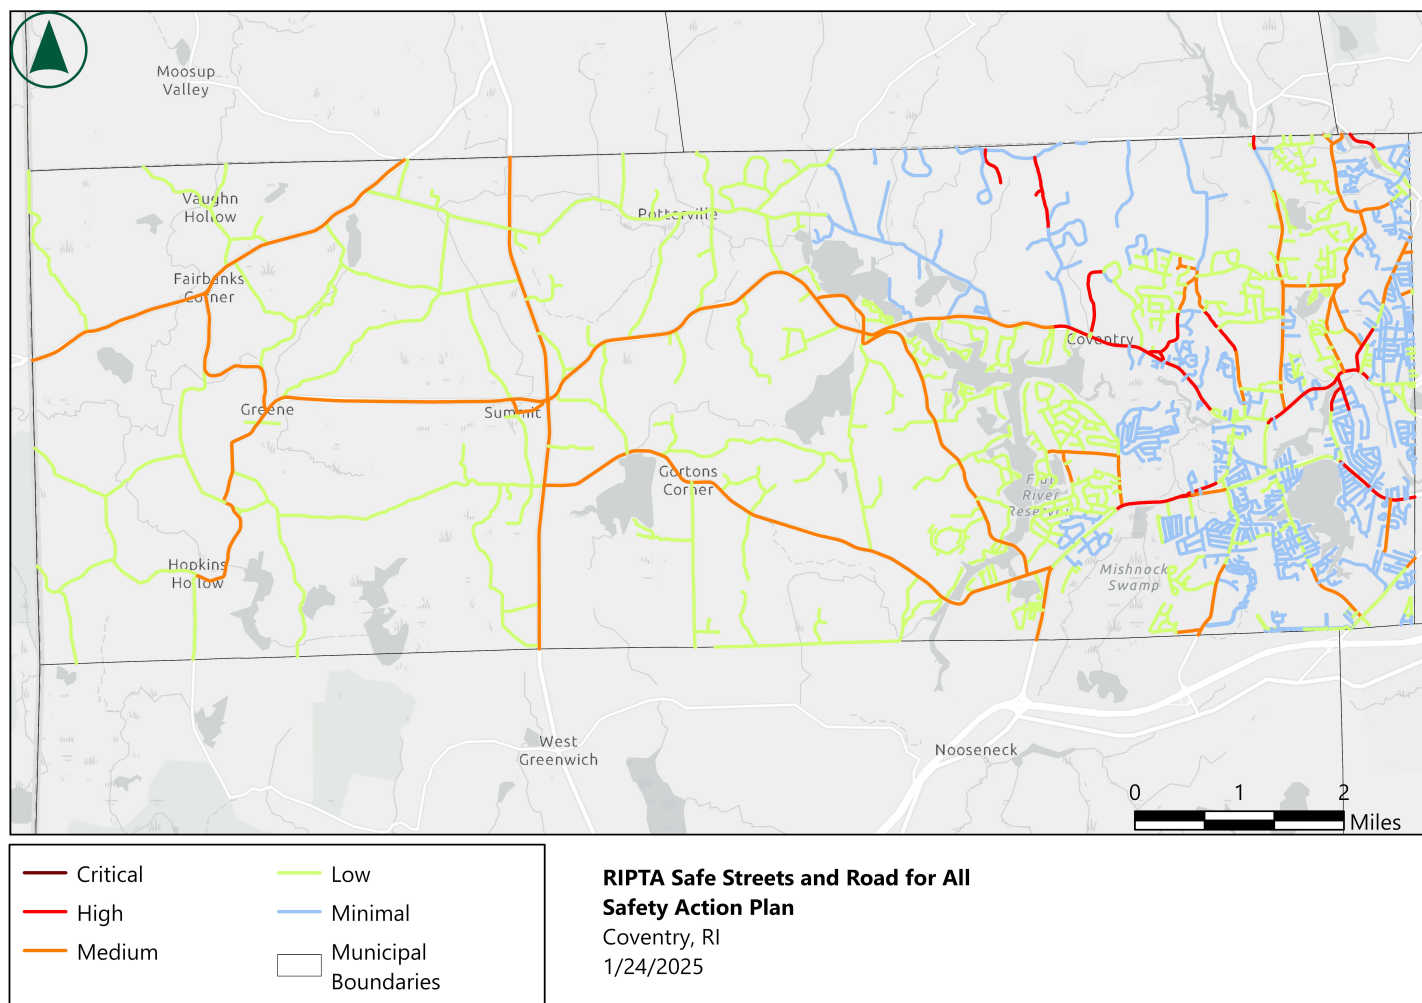 Moosup
Valley
Vaughn
Hollow
Potterville
Fairbanks
Corner
Coventry
Greene
Summit
Gortons
Corner
Flat
River
Reservoir
Hopkins
Hollow
Mishnock
Swamp
West
Greenwich
Nooseneck
0 1 2
Miles
Critical
High
Medium
Low
Minimal
Municipal
Boundaries
RIPTA Safe Streets and Road for All
Safety Action Plan
Coventry, RI
1/24/2025